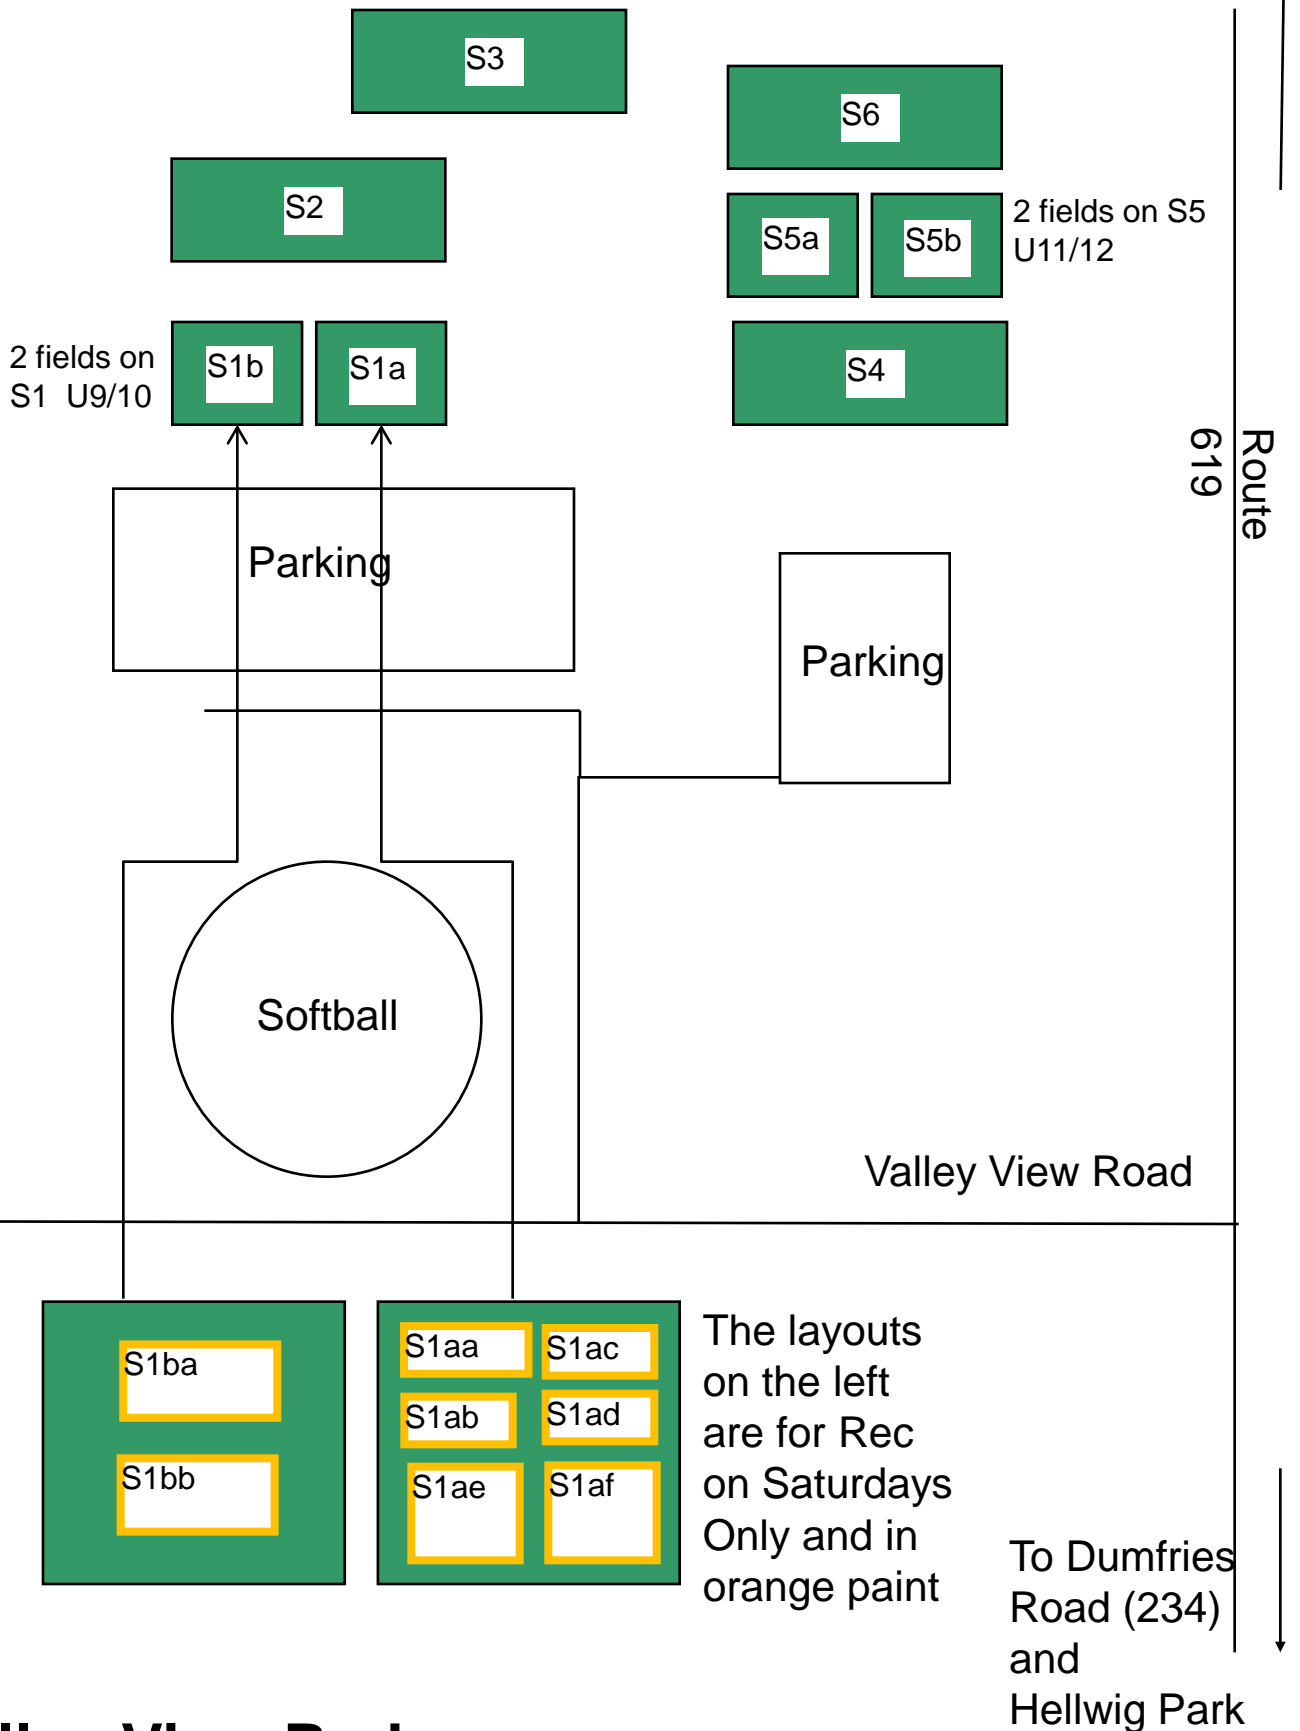 S3
S6
S2
S5a
S5b
2 fields on S5
U11/12
2 fields on
S1 U9/10
S1b
S1a
S4
Route
619
Parking
Parking
Softball
Valley View Road
S1ba
S1bb
S1aa
S1ac
S1ab
S1ad
S1ae
S1af
The layouts
on the left
are for Rec
on Saturdays
Only and in
orange paint
To Dumfries
Road (234)
and
Hellwig Park